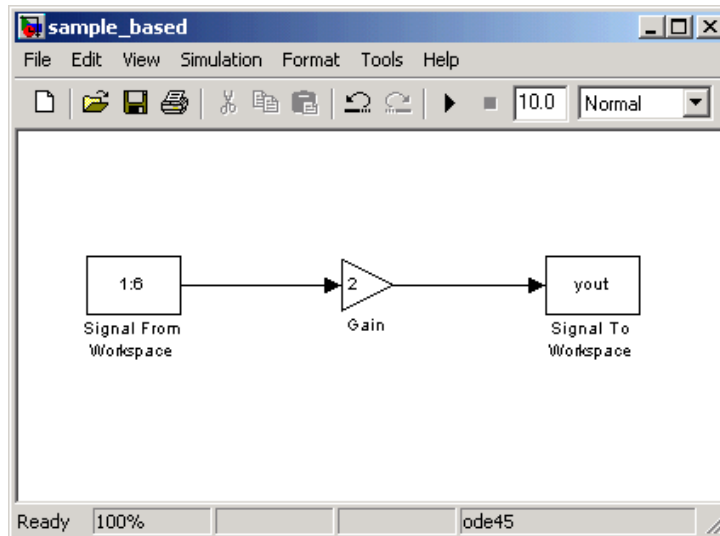 sample_based
File Edit View Simulation Format Tools Help
10.0 Normal
1:6
2
yout
Signal From
Workspace
Gain
Signal To
Workspace
Ready 100% ode45